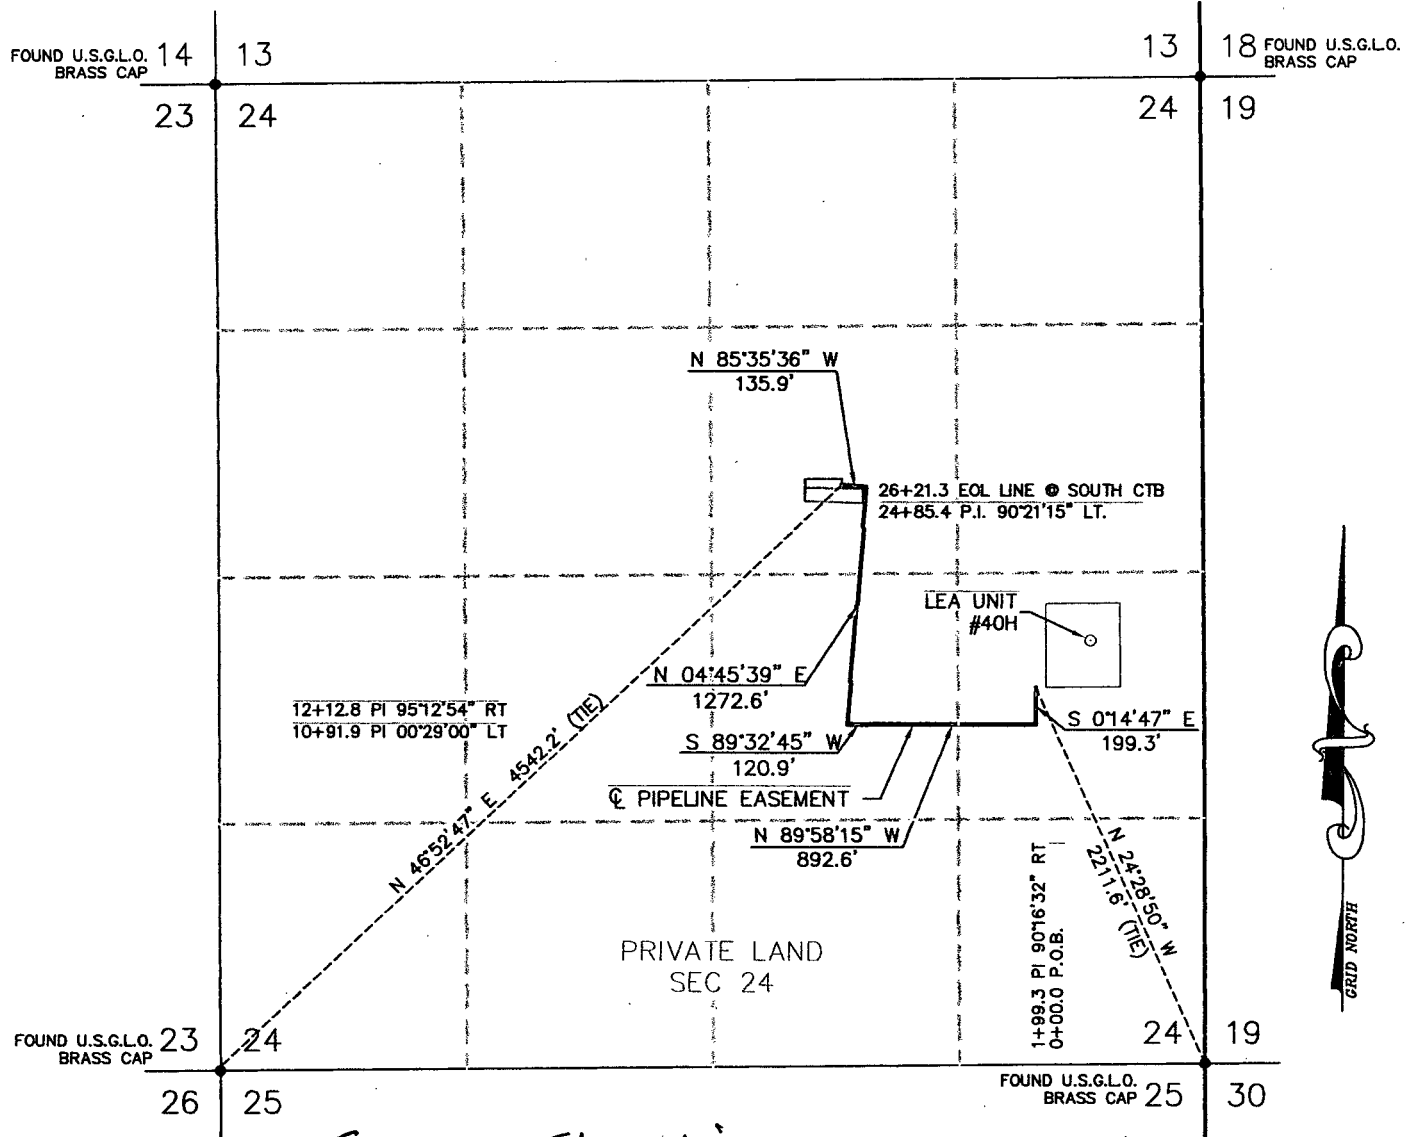 FOUND U.S.G.L.O. 14 13
BRASS CAP
23 24
13 18 FOUND U.S.G.L.O.
BRASS CAP
24 19
N 85°35'36" W
135.9'
26+21.3 EOL LINE @ SOUTH CTB
24+85.4 P.I. 90°21'15" LT.
LEA UNIT
#40H
N 04°45'39" E
1272.6'
12+12.8 PI 95°12'54" RT
10+91.9 PI 00°29'00" LT
S 0°14'47" E
199.3'
S 89°32'45" W
120.9'
℄ PIPELINE EASEMENT
N 89°58'15" W
892.6'
N 46°52'47" E 4542.2' (TIE)
N 24°28'50" W
2211.6' (TIE)
1+99.3 PI 90°16'32" RT
0+00.0 P.O.B.
PRIVATE LAND
SEC 24
GRID NORTH
FOUND U.S.G.L.O. 23 24
BRASS CAP
26 25
24 19
FOUND U.S.G.L.O.
BRASS CAP 25 30